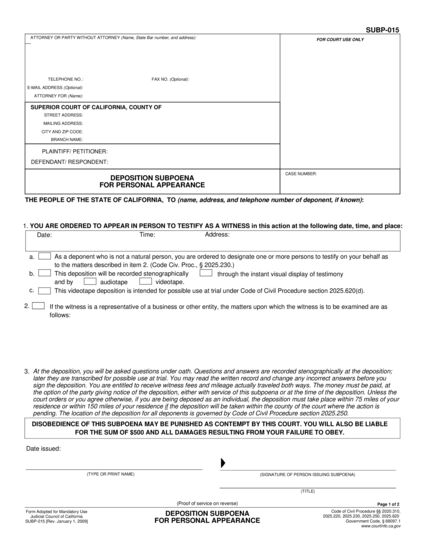 SUBP-015
ATTORNEY OR PARTY WITHOUT ATTORNEY (Name, State Bar number, and address):
FOR COURT USE ONLY
TELEPHONE NO.: FAX NO. (Optional):
E-MAIL ADDRESS (Optional):
ATTORNEY FOR (Name):
SUPERIOR COURT OF CALIFORNIA, COUNTY OF
STREET ADDRESS:
MAILING ADDRESS:
CITY AND ZIP CODE:
BRANCH NAME:
PLAINTIFF/ PETITIONER:
DEFENDANT/ RESPONDENT:
DEPOSITION SUBPOENA
FOR PERSONAL APPEARANCE
CASE NUMBER:
THE PEOPLE OF THE STATE OF CALIFORNIA, TO (name, address, and telephone number of deponent, if known):
1. YOU ARE ORDERED TO APPEAR IN PERSON TO TESTIFY AS A WITNESS in this action at the following date, time, and place:
Date: Time: Address:
a. As a deponent who is not a natural person, you are ordered to designate one or more persons to testify on your behalf as
to the matters described in item 2. (Code Civ. Proc., § 2025.230.)
b. This deposition will be recorded stenographically through the instant visual display of testimony
and by audiotape videotape.
c. This videotape deposition is intended for possible use at trial under Code of Civil Procedure section 2025.620(d).
2. If the witness is a representative of a business or other entity, the matters upon which the witness is to be examined are as
follows:
3. At the deposition, you will be asked questions under oath. Questions and answers are recorded stenographically at the deposition;
later they are transcribed for possible use at trial. You may read the written record and change any incorrect answers before you
sign the deposition. You are entitled to receive witness fees and mileage actually traveled both ways. The money must be paid, at
the option of the party giving notice of the deposition, either with service of this subpoena or at the time of the deposition. Unless the
court orders or you agree otherwise, if you are being deposed as an individual, the deposition must take place within 75 miles of your
residence or within 150 miles of your residence if the deposition will be taken within the county of the court where the action is
pending. The location of the deposition for all deponents is governed by Code of Civil Procedure section 2025.250.
DISOBEDIENCE OF THIS SUBPOENA MAY BE PUNISHED AS CONTEMPT BY THIS COURT. YOU WILL ALSO BE LIABLE
FOR THE SUM OF $500 AND ALL DAMAGES RESULTING FROM YOUR FAILURE TO OBEY.
Date issued:
(TYPE OR PRINT NAME)
(SIGNATURE OF PERSON ISSUING SUBPOENA)
(TITLE)
(Proof of service on reverse)
Page 1 of 2
Form Adopted for Mandatory Use
Judicial Council of California
SUBP-015 [Rev. January 1, 2009]
DEPOSITION SUBPOENA
FOR PERSONAL APPEARANCE
Code of Civil Procedure §§ 2020.310,
2025.220, 2025.230, 2025.250, 2025.620;
Government Code, § 68097.1
www.courtinfo.ca.gov